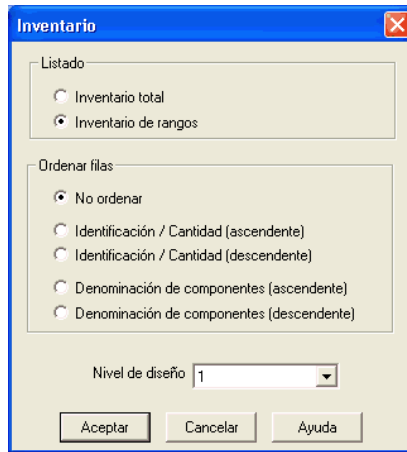 Inventario
Listado
Inventario total
Inventario de rangos
Ordenar filas
No ordenar
Identificación / Cantidad (ascendente)
Identificación / Cantidad (descendente)
Denominación de componentes (ascendente)
Denominación de componentes (descendente)
Nivel de diseño 1
Aceptar Cancelar Ayuda